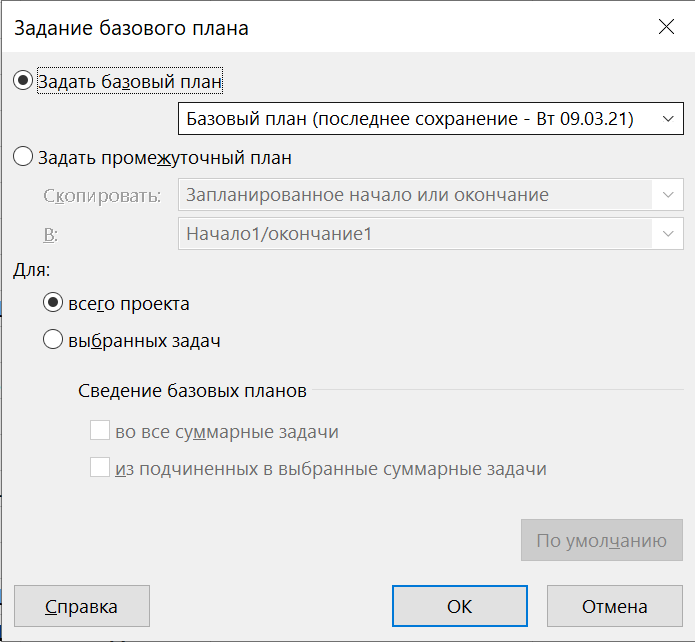 Задание базового плана
Задать базовый план
Базовый план (последнее сохранение - Вт 09.03.21)
Задать промежуточный план
Скопировать:
Запланированное начало или окончание
В:
Начало1/окончание1
Для:
всего проекта
выбранных задач
Сведение базовых планов
во все суммарные задачи
из подчиненных в выбранные суммарные задачи
По умолчанию
Справка
ОК
Отмена